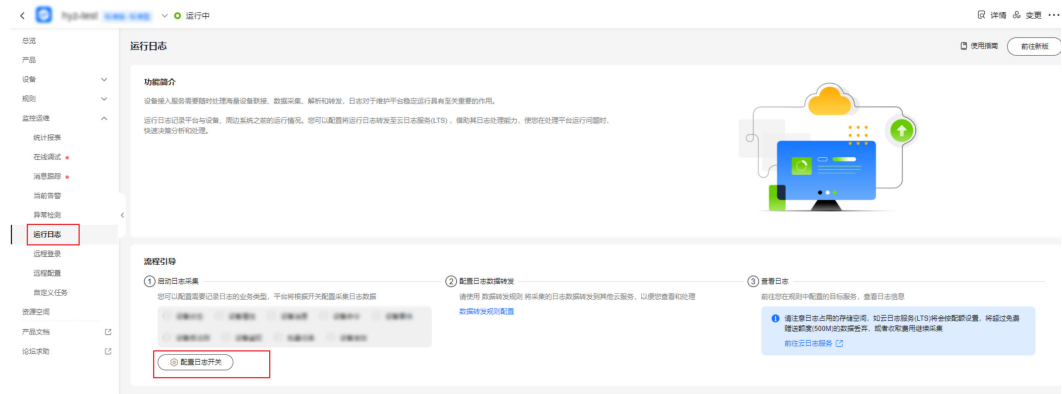 运行中
详情
变更
总览
产品
设备
规则
监控运维
统计报表
在线调试
消息跟踪
当前告警
异常检测
运行日志
远程登录
远程配置
自定义任务
资源空间
产品文档
论坛求助
运行日志
使用指南
前往新版
功能简介
设备接入服务需要随时处理海量设备联接、数据采集、解析和转发，日志对于维护平台稳定运行具有至关重要的作用。
运行日志记录平台与设备、周边系统之前的运行情况。您可以配置将运行日志转发至云日志服务(LTS)，借助其日志处理能力，使您在处理平台运行问题时，
快速决策分析和处理。
流程引导
1 启动日志采集
您可以配置需要记录日志的业务类型，平台将根据开关配置采集日志数据
配置日志开关
2 配置日志数据转发
请使用 数据转发规则 将采集的日志数据转发到其他云服务，以便您查看和处理
数据转发规则配置
3 查看日志
前往您在规则中配置的目标服务，查看日志信息
请注意日志占用的存储空间，如云日志服务(LTS)将会按配额设置，将超过免费
赠送额度(500M)的数据丢弃，或者收取费用继续采集
前往云日志服务